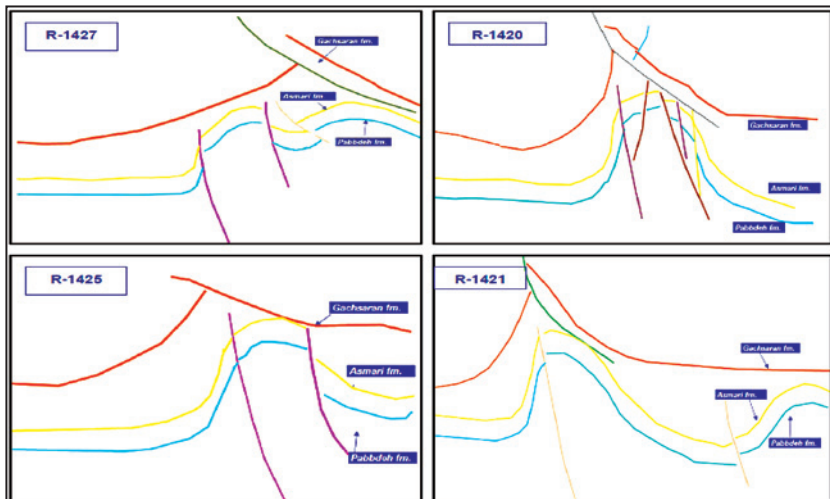 R-1427
Gachsaran fm.
Asmari fm.
Pabbdeh fm.
R-1420
Gachsaran fm.
Asmari fm.
Pabbdeh fm.
R-1425
Gachsaran fm.
Asmari fm.
Pabbdeh fm.
R-1421
Gachsaran fm.
Asmari fm.
Pabbdeh fm.